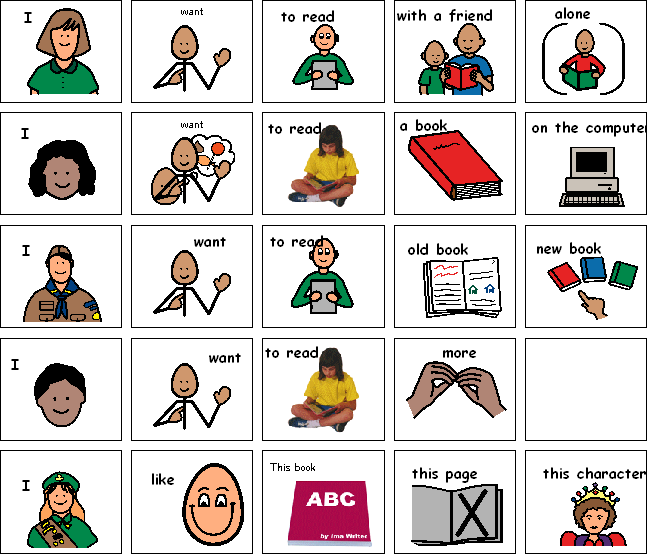 I want to read with a friend alone
I want to read a book on the computer
I want to read old book new book
I want to read more
I like This book this page this character
ABC
by Ima Writer